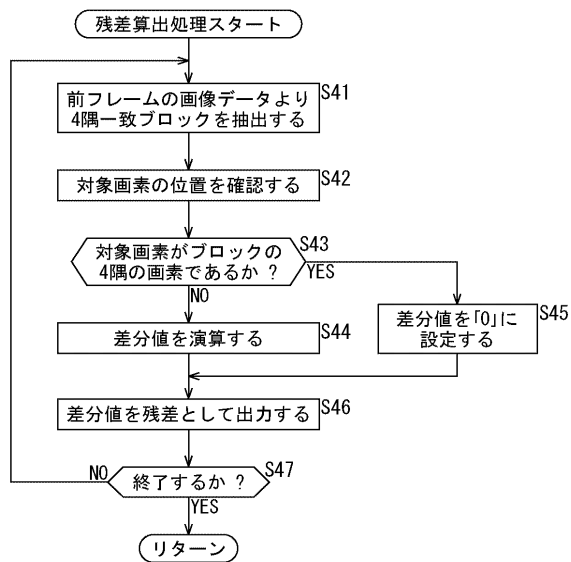 残差算出処理スタート
前フレームの画像データより
4隅一致ブロックを抽出する
S41
対象画素の位置を確認する
S42
対象画素がブロックの
4隅の画素であるか ?
S43
YES
NO
差分値を演算する
S44
差分値を「0」に
設定する
S45
差分値を残差として出力する
S46
終了するか ?
S47
NO
YES
リターン